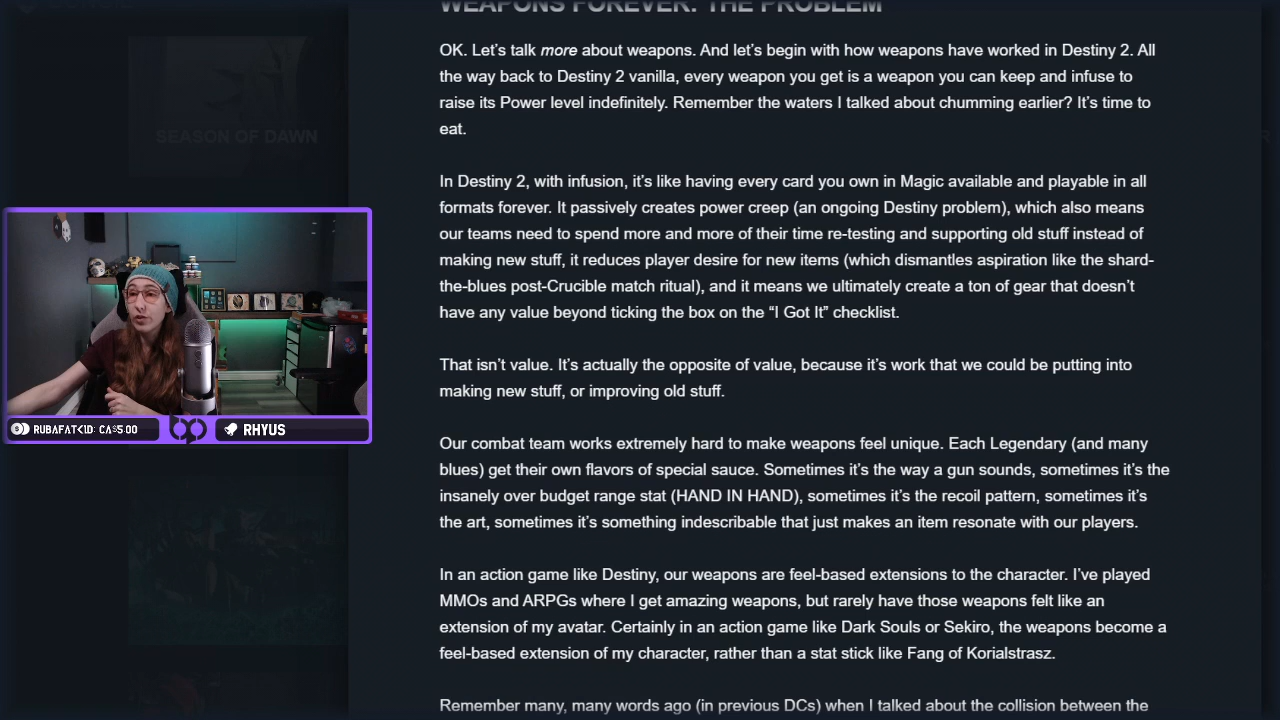 WEAPONS FOREVER: THE PROBLEM
OK. Let's talk more about weapons. And let's begin with how weapons have worked in Destiny 2. All
the way back to Destiny 2 vanilla, every weapon you get is a weapon you can keep and infuse to
raise its Power level indefinitely. Remember the waters I talked about chumming earlier? It's time to
eat.
SEASON OF DAWN
In Destiny 2, with infusion, it's like having every card you own in Magic available and playable in all
formats forever. It passively creates power creep (an ongoing Destiny problem), which also means
our teams need to spend more and more of their time re-testing and supporting old stuff instead of
making new stuff, it reduces player desire for new items (which dismantles aspiration like the shard-
the-blues post-Crucible match ritual), and it means we ultimately create a ton of gear that doesn't
have any value beyond ticking the box on the “I Got It” checklist.
That isn't value. It's actually the opposite of value, because it's work that we could be putting into
making new stuff, or improving old stuff.
RUBAFATK1D: CA$5.00
RHYUS
Our combat team works extremely hard to make weapons feel unique. Each Legendary (and many
blues) get their own flavors of special sauce. Sometimes it's the way a gun sounds, sometimes it's the
insanely over budget range stat (HAND IN HAND), sometimes it's the recoil pattern, sometimes it's
the art, sometimes it's something indescribable that just makes an item resonate with our players.
In an action game like Destiny, our weapons are feel-based extensions to the character. I've played
MMOs and ARPGs where I get amazing weapons, but rarely have those weapons felt like an
extension of my avatar. Certainly in an action game like Dark Souls or Sekiro, the weapons become a
feel-based extension of my character, rather than a stat stick like Fang of Korialstrasz.
Remember many, many words ago (in previous DCs) when I talked about the collision between the